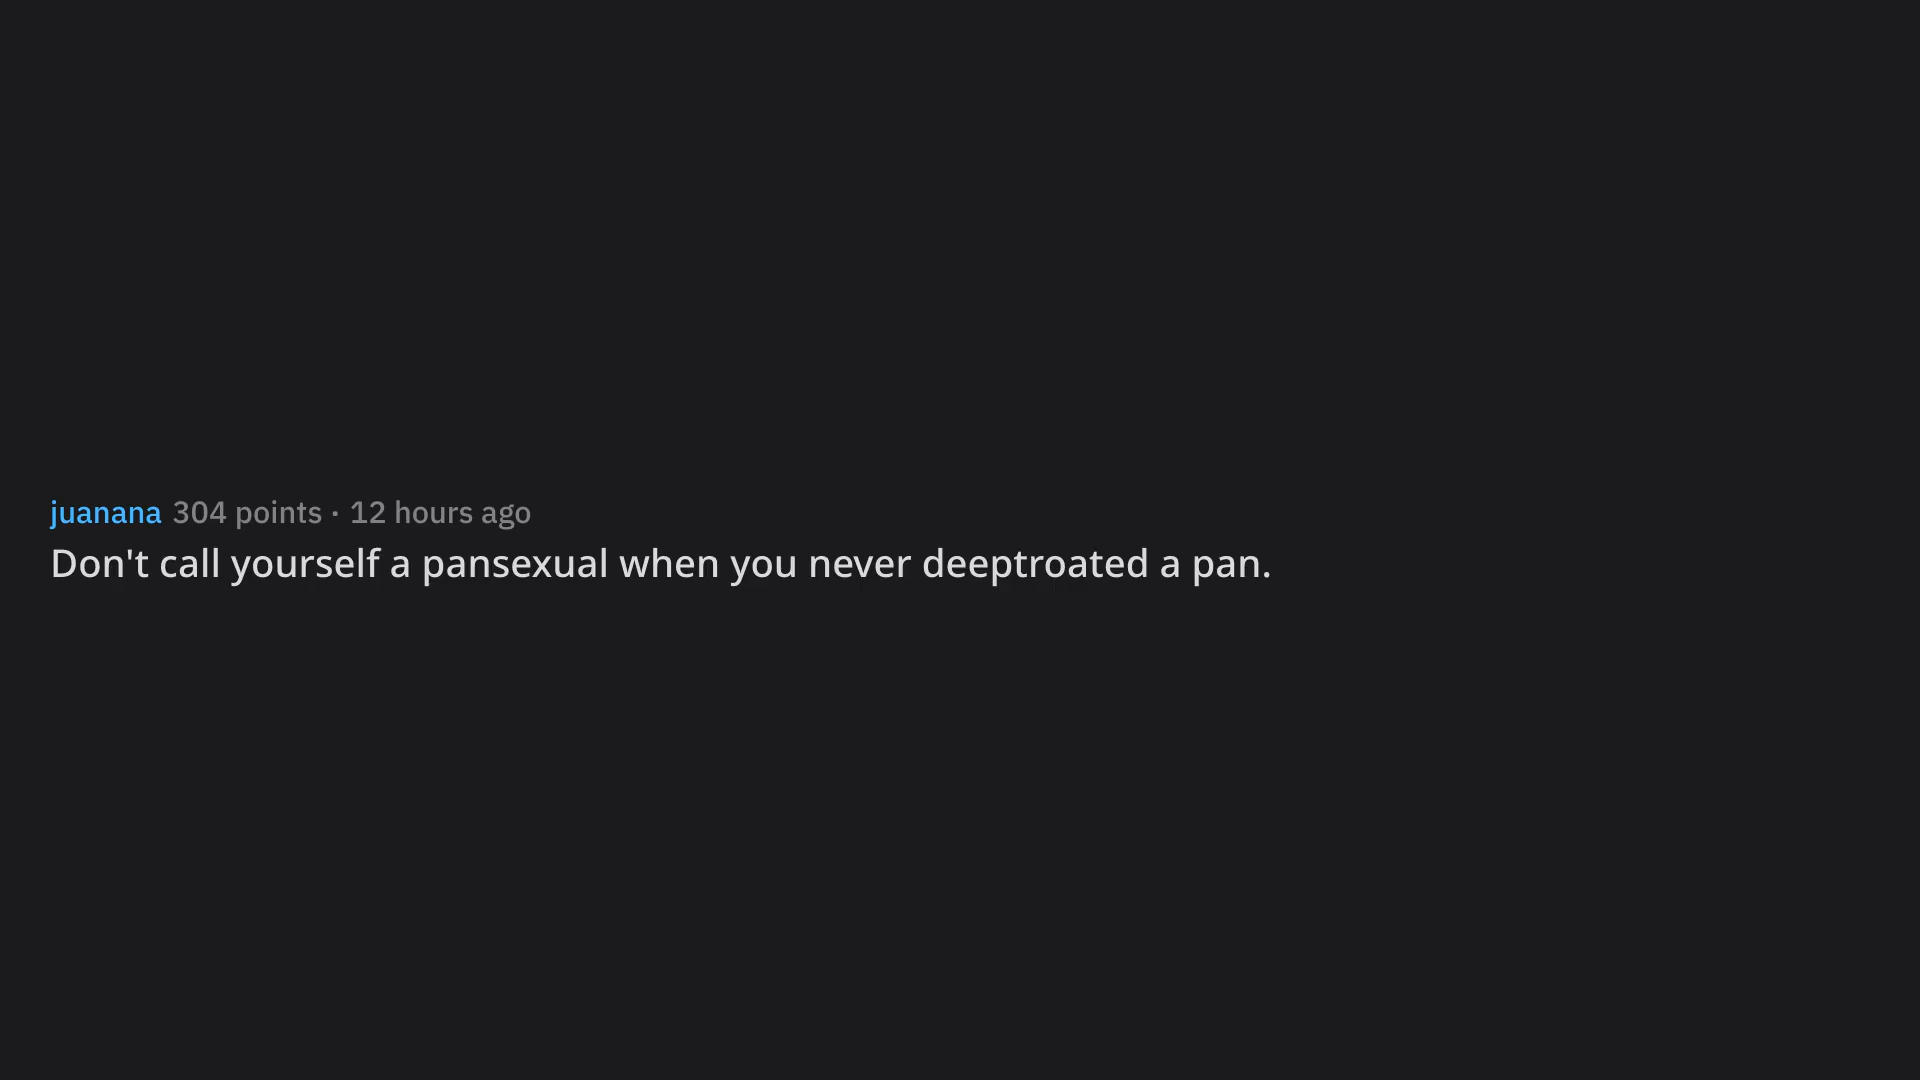 juanana 304 points · 12 hours ago
Don't call yourself a pansexual when you never deeptroated a pan.